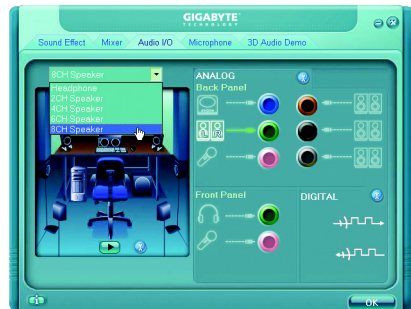 GIGABYTE
TECHNOLOGY
Sound Effect Mixer Audio I/O Microphone 3D Audio Demo
8CH Speaker
Headphone
2CH Speaker
4CH Speaker
6CH Speaker
8CH Speaker
ANALOG
Back Panel
Front Panel
DIGITAL
OK